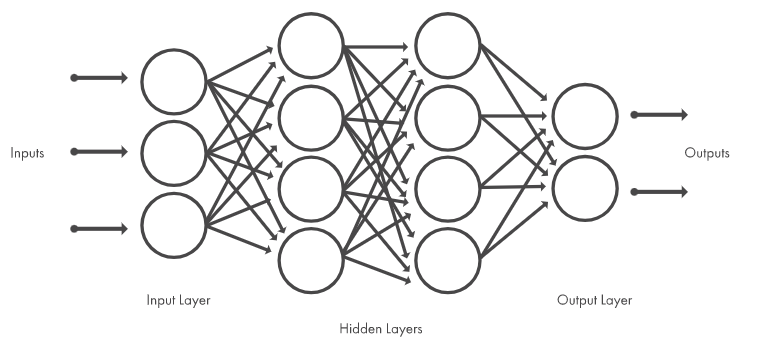 Inputs
Outputs
Input Layer
Output Layer
Hidden Layers